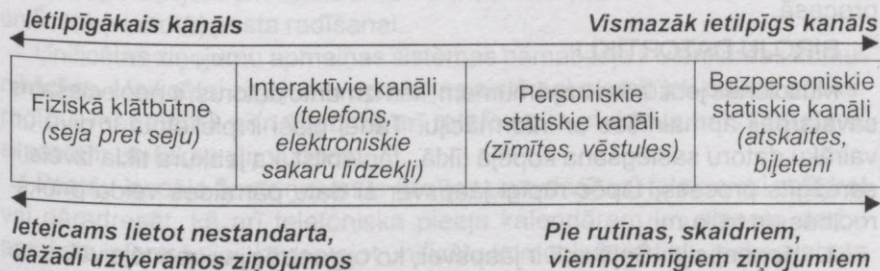 Ietilpīgākais kanāls
Vismazāk ietilpīgs kanāls
Fiziskā klātbūtne
(seja pret seju)
Interaktīvie kanāli
(telefons,
elektroniskie
sakaru līdzekļi)
Personiskie
statiskie kanāli
(zīmītes, vēstules)
Bezpersoniskie
statiskie kanāli
(atskaites,
biļeteni)
Ieteicams lietot nestandarta,
dažādi uztveramos ziņojumos
Pie rutīnas, skaidriem,
viennozīmīgiem ziņojumiem